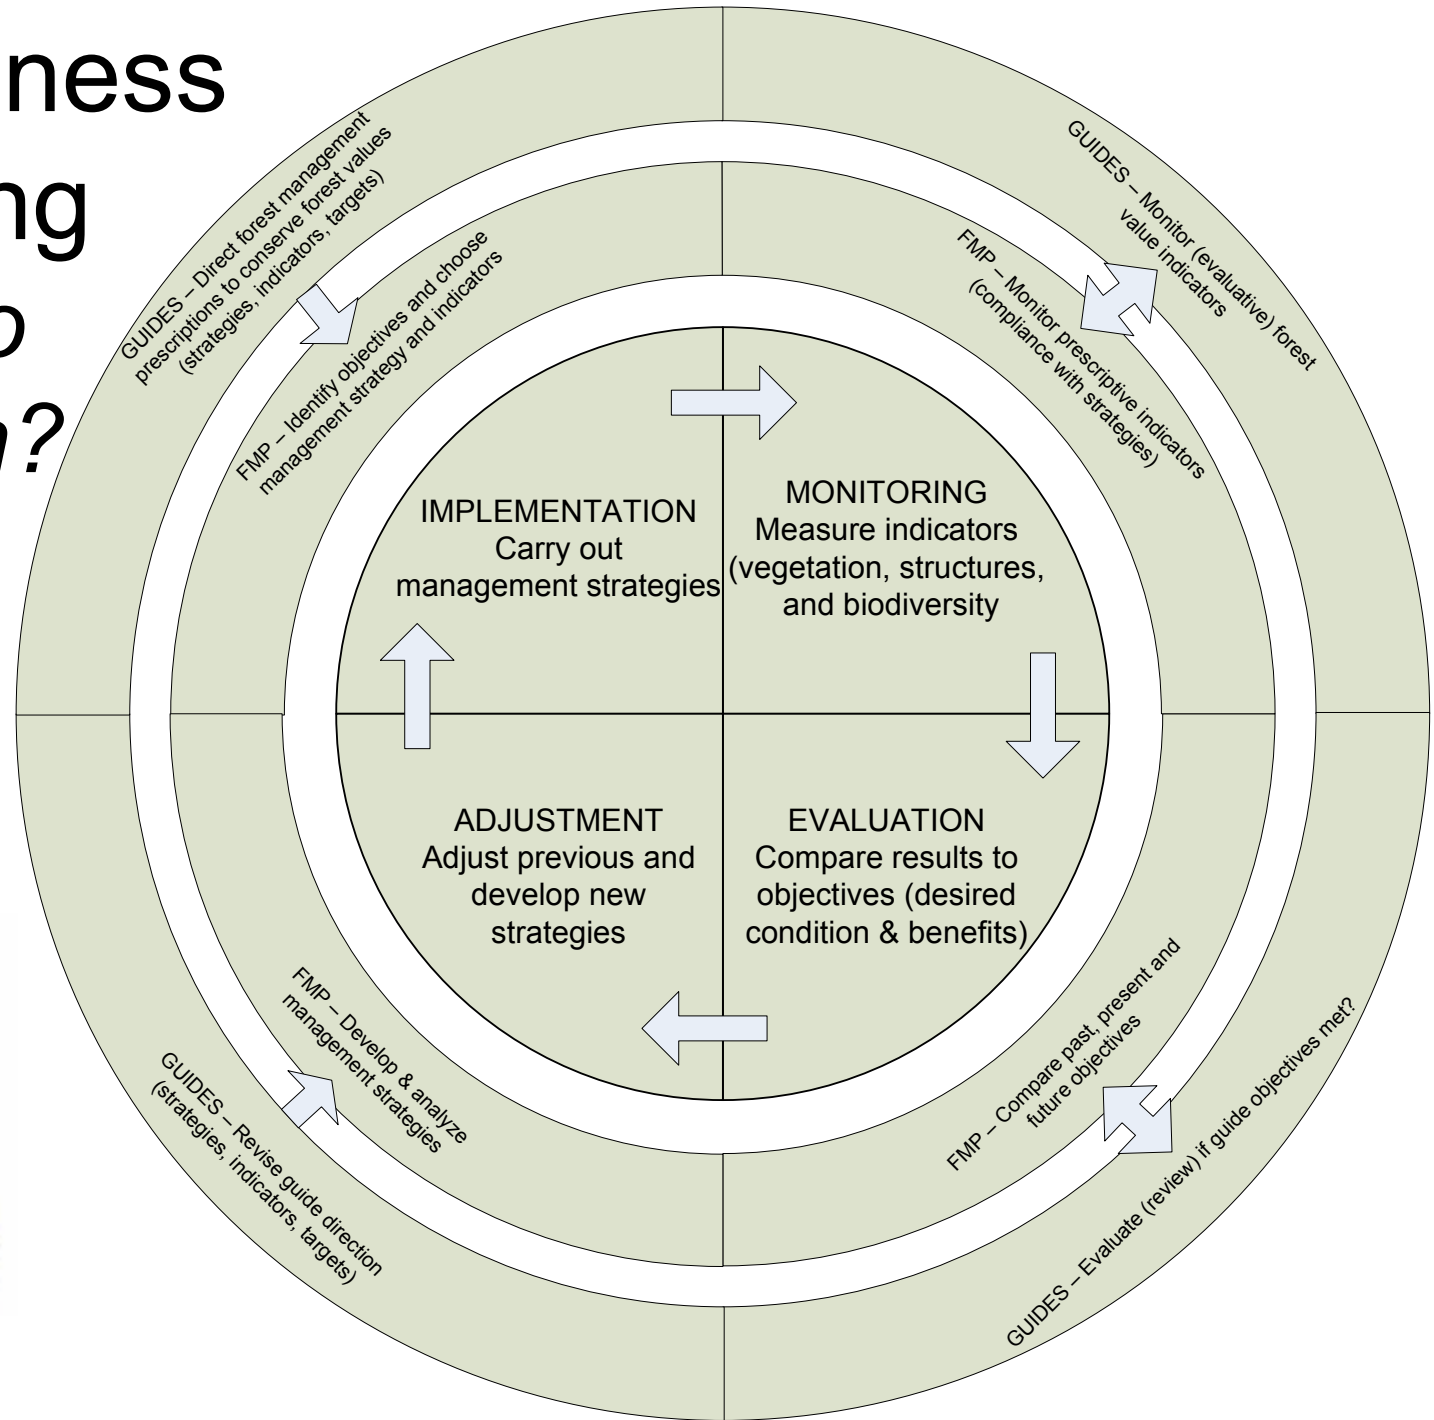 ness
ng
o
?
GUIDES – Direct forest management
prescriptions to conserve forest values
(strategies, indicators, targets)
GUIDES – Monitor (evaluative) forest
value indicators
FMP – Identify objectives and choose
management strategy and indicators
FMP – Monitor prescriptive indicators
(compliance with strategies)
IMPLEMENTATION
Carry out
management strategies
MONITORING
Measure indicators
(vegetation, structures,
and biodiversity
ADJUSTMENT
Adjust previous and
develop new
strategies
EVALUATION
Compare results to
objectives (desired
condition & benefits)
FMP – Develop & analyze
management strategies
FMP – Compare past, present and
future objectives
GUIDES – Revise guide direction
(strategies, indicators, targets)
GUIDES – Evaluate (review) if guide objectives met?